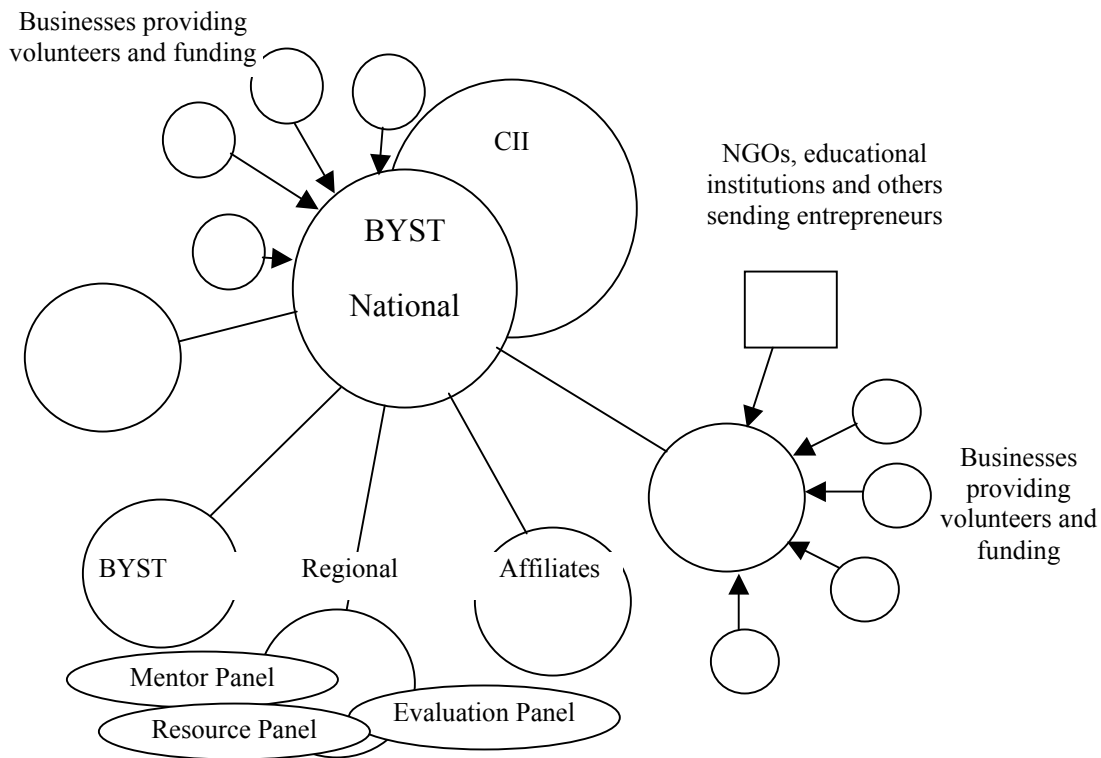 Businesses providing
volunteers and funding
CII
NGOs, educational
institutions and others
sending entrepreneurs
BYST
National
Businesses
providing
volunteers and
funding
BYST Regional Affiliates
Mentor Panel
Resource Panel
Evaluation Panel